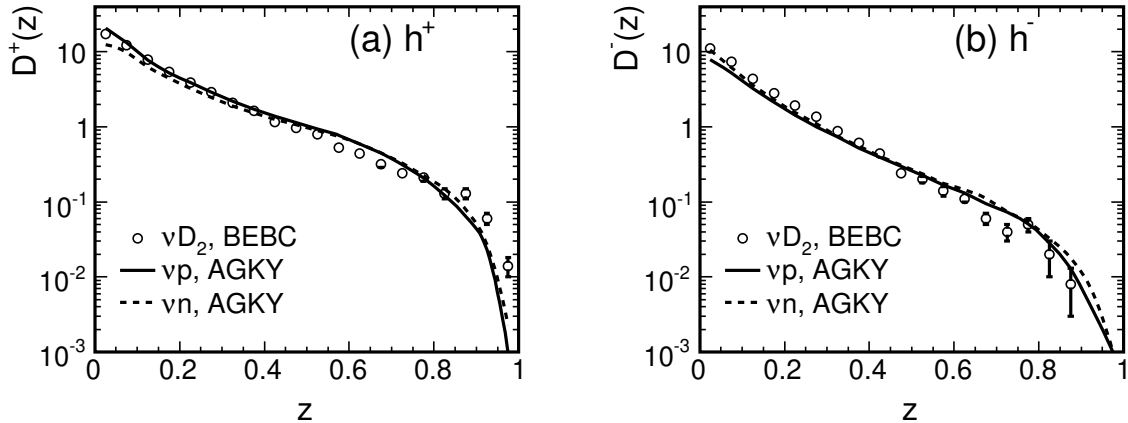 D⁺(z)
(a) h⁺
10
1
10⁻¹
10⁻²
10⁻³
νD₂, BEBC
νp, AGKY
νn, AGKY
0 0.2 0.4 0.6 0.8 1
z
D⁻(z)
(b) h⁻
10
1
10⁻¹
10⁻²
10⁻³
νD₂, BEBC
νp, AGKY
νn, AGKY
0 0.2 0.4 0.6 0.8 1
z